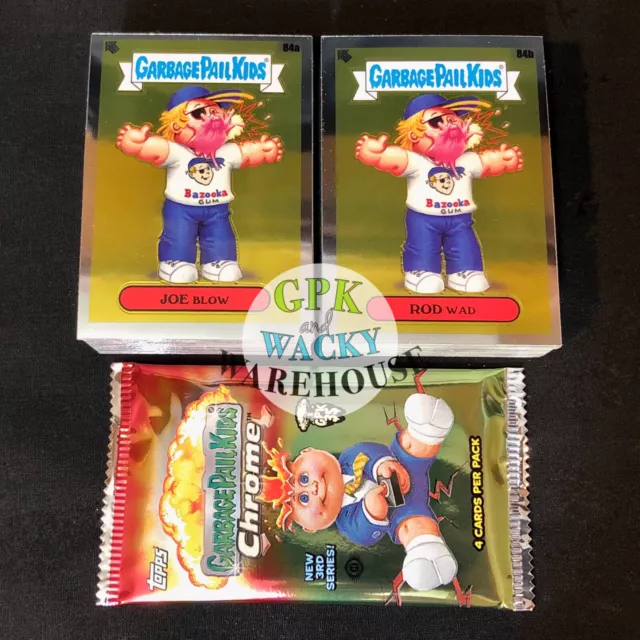 84a
GARBAGE PAIL KIDS
Bazooka
GUM
JOE BLOW
84b
GARBAGE PAIL KIDS
Bazooka
GUM
ROD WAD
GPK
and
WACKY
WAREHOUSE
TOPPS
GARBAGE PAIL KIDS
Chrome™
NEW
3RD
SERIES!
4 CARDS PER PACK